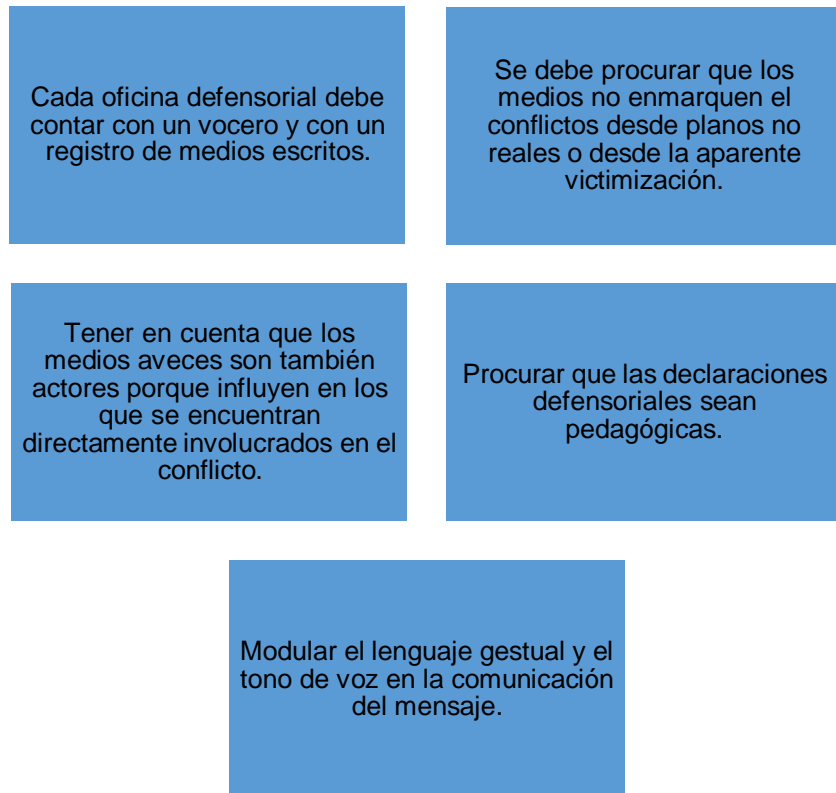 Cada oficina defensorial debe
contar con un vocero y con un
registro de medios escritos.
Se debe procurar que los
medios no enmarquen el
conflictos desde planos no
reales o desde la aparente
victimización.
Tener en cuenta que los
medios aveces son también
actores porque influyen en los
que se encuentran
directamente involucrados en el
conflicto.
Procurar que las declaraciones
defensoriales sean
pedagógicas.
Modular el lenguaje gestual y el
tono de voz en la comunicación
del mensaje.